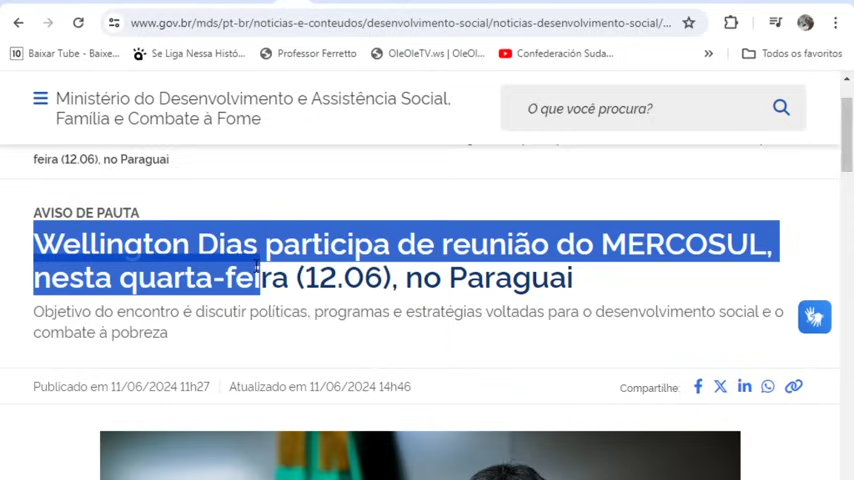 www.gov.br/mds/pt-br/noticias-e-conteudos/desenvolvimento-social/noticias-desenvolvimento-social/...
Baixar Tube - Baixe... Se Liga Nessa Histó... Professor Ferretto OleOleTV.ws | OleOl... Confederación Suda... » Todos os favoritos
Ministério do Desenvolvimento e Assistência Social,
Família e Combate à Fome
O que você procura?
feira (12.06), no Paraguai
AVISO DE PAUTA
Wellington Dias participa de reunião do MERCOSUL,
nesta quarta-feira (12.06), no Paraguai
Objetivo do encontro é discutir políticas, programas e estratégias voltadas para o desenvolvimento social e o
combate à pobreza
Publicado em 11/06/2024 11h27 Atualizado em 11/06/2024 14h46 Compartilhe: